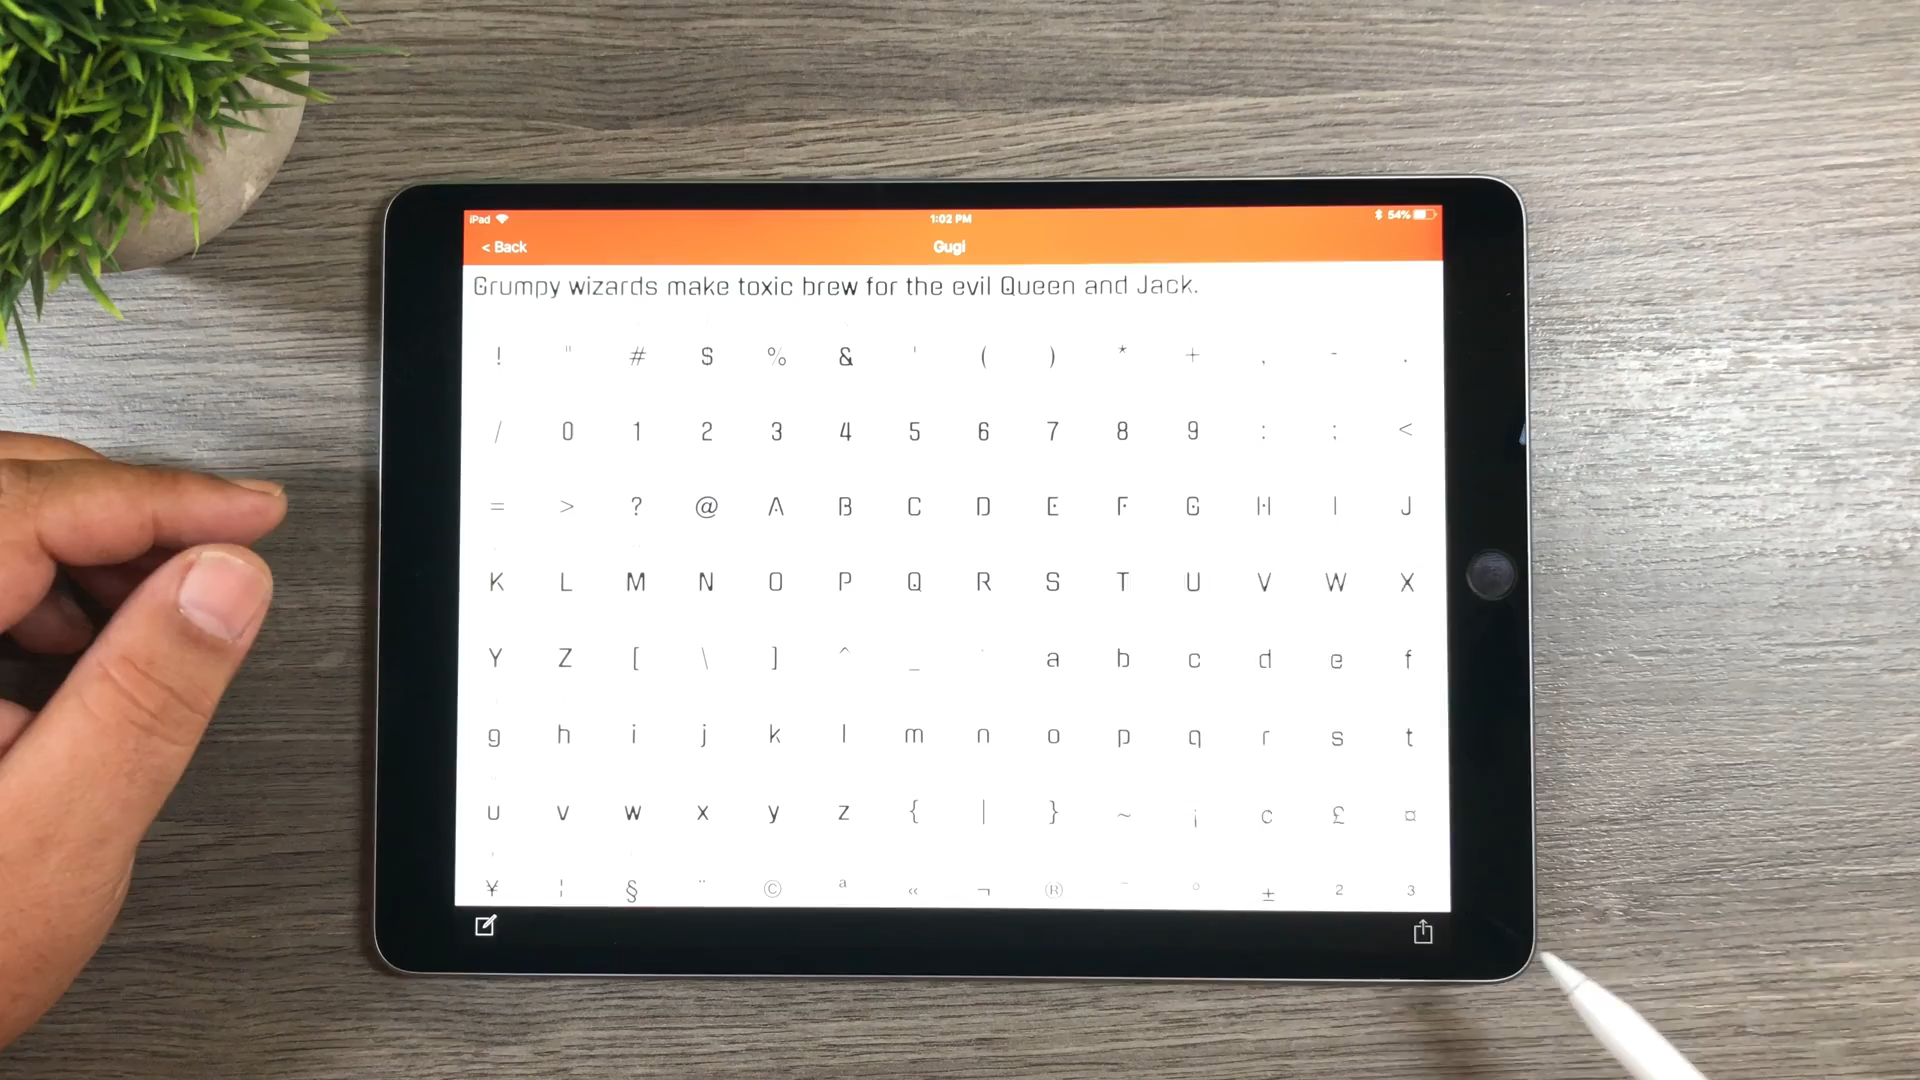 iPad 1:02 PM 54%
< Back Gugi
Grumpy wizards make toxic brew for the evil Queen and Jack.
! " # $ % & ' ( ) * + , - .
/ 0 1 2 3 4 5 6 7 8 9 : ; <
= > ? @ A B C D E F G H I J
K L M N O P Q R S T U V W X
Y Z [ \ ] ^ _ ` a b c d e f
g h i j k l m n o p q r s t
u v w x y z { | } ~ ¡ ¢ £ ¤
¥ ¦ § ¨ © ª « ¬ ® ¯ ° ± ² ³